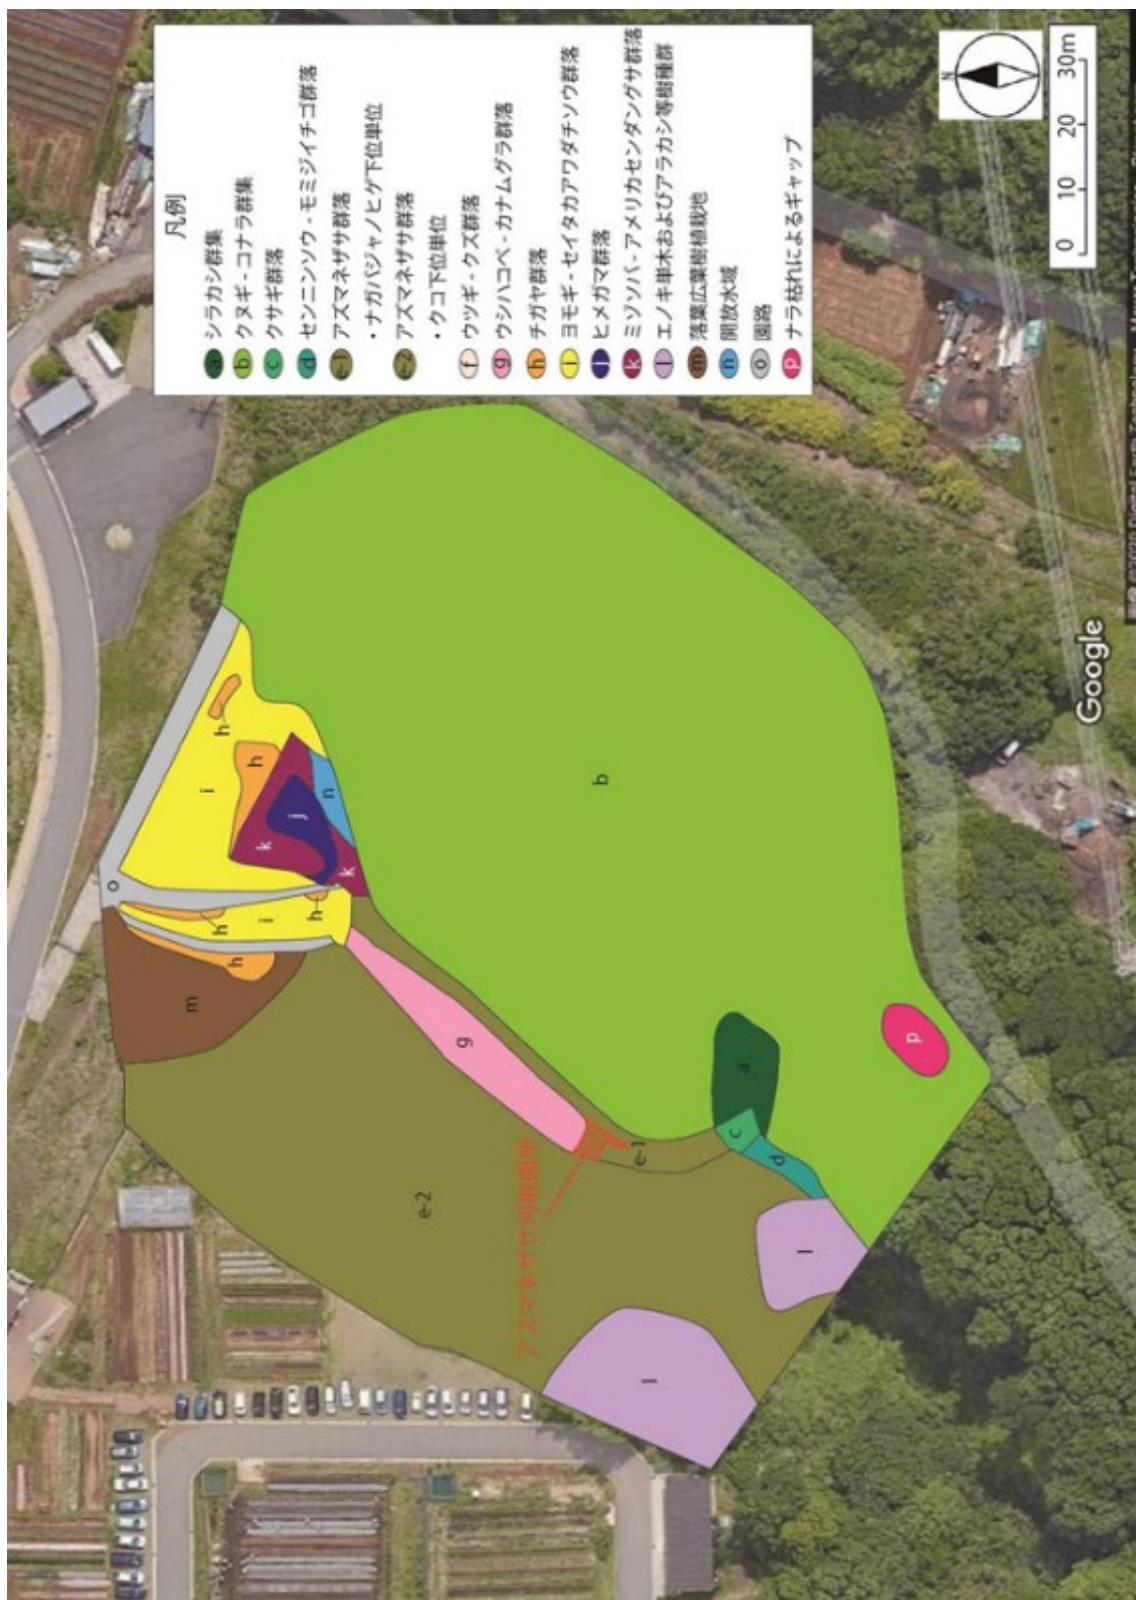 凡例
a シラカシ群集
b クヌギ - コナラ群集
c クサギ群落
d センニンソウ - モミジイチゴ群落
e-1 アズマネザサ群落
・ナガバジャノヒゲ下位単位
e-2 アズマネザサ群落
・クコ下位単位
f ウツギ - クズ群落
g ウシハコベ - カナムグラ群落
h チガヤ群落
i ヨモギ - セイタカアワダチソウ群落
j ヒメガマ群落
k ミゾソバ - アメリカセンダングサ群落
l エノキ単木およびアラカシ等樹種群
m 落葉広葉樹植栽地
n 開放水域
o 園路
p ナラ枯れによるギャップ
N
0 10 20 30m
o
m
h
h
i
h
i
h
h
k
j
k
n
b
g
e-2
e-1
アズマネザサ刈取箇所
a
c
d
l
l
p
Google